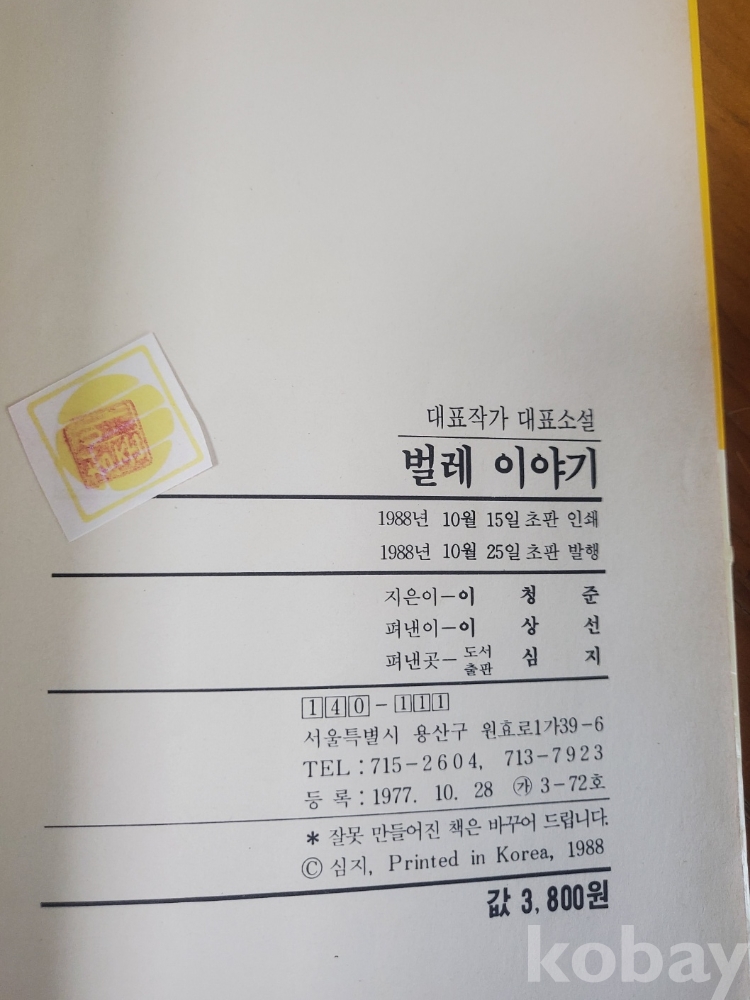 대표작가 대표소설
벌레 이야기
1988년 10월 15일 초판 인쇄
1988년 10월 25일 초판 발행
지은이-이 청 준
펴낸이-이 상 선
펴낸곳-도서출판 심 지
140-111
서울특별시 용산구 원효로1가39-6
TEL:715-2604, 713-7923
등 록:1977. 10. 28 ㉮ 3-72호
* 잘못 만들어진 책은 바꾸어 드립니다.
ⓒ 심지, Printed in Korea, 1988
값 3,800원
kobay